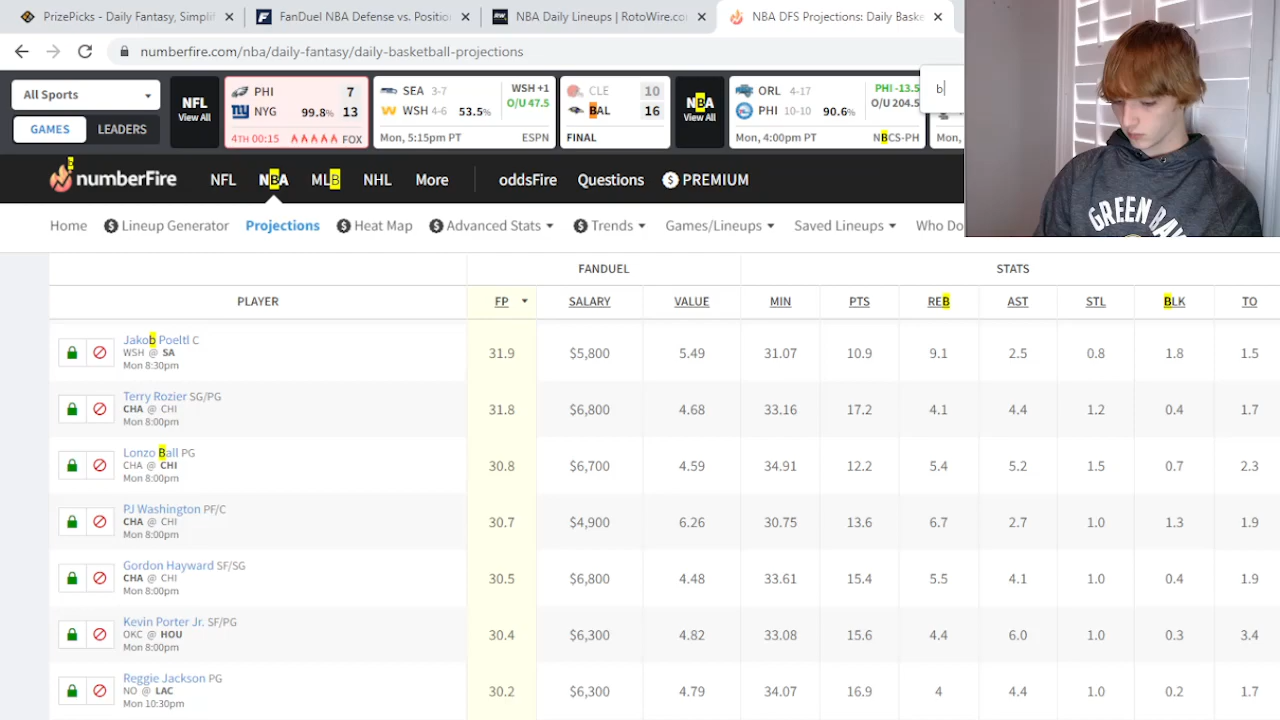 PrizePicks - Daily Fantasy, Simplif
FanDuel NBA Defense vs. Positio
NBA Daily Lineups | RotoWire.co
NBA DFS Projections: Daily Baske
numberfire.com/nba/daily-fantasy/daily-basketball-projections
b
All Sports
GAMES LEADERS
NFL
View All
PHI 7
NYG 99.8% 13
4TH 00:15 FOX
SEA 3-7 WSH +1
O/U 47.5
WSH 4-6 53.5%
Mon, 5:15pm PT ESPN
CLE 10
BAL 16
FINAL
NBA
View All
ORL 4-17 PHI -13.5
O/U 204.5
PHI 10-10 90.6%
Mon, 4:00pm PT NBCS-PH
numberFire NFL NBA MLB NHL More oddsFire Questions PREMIUM
Home Lineup Generator Projections Heat Map Advanced Stats Trends Games/Lineups Saved Lineups Who Do
GREEN BAY
FANDUEL STATS
PLAYER FP SALARY VALUE MIN PTS REB AST STL BLK TO
Jakob Poeltl C
WSH @ SA
Mon 8:30pm
31.9 $5,800 5.49 31.07 10.9 9.1 2.5 0.8 1.8 1.5
Terry Rozier SG/PG
CHA @ CHI
Mon 8:00pm
31.8 $6,800 4.68 33.16 17.2 4.1 4.4 1.2 0.4 1.7
Lonzo Ball PG
CHA @ CHI
Mon 8:00pm
30.8 $6,700 4.59 34.91 12.2 5.4 5.2 1.5 0.7 2.3
PJ Washington PF/C
CHA @ CHI
Mon 8:00pm
30.7 $4,900 6.26 30.75 13.6 6.7 2.7 1.0 1.3 1.9
Gordon Hayward SF/SG
CHA @ CHI
Mon 8:00pm
30.5 $6,800 4.48 33.61 15.4 5.5 4.1 1.0 0.4 1.9
Kevin Porter Jr. SF/PG
OKC @ HOU
Mon 8:00pm
30.4 $6,300 4.82 33.08 15.6 4.4 6.0 1.0 0.3 3.4
Reggie Jackson PG
NO @ LAC
Mon 10:30pm
30.2 $6,300 4.79 34.07 16.9 4 4.4 1.0 0.2 1.7